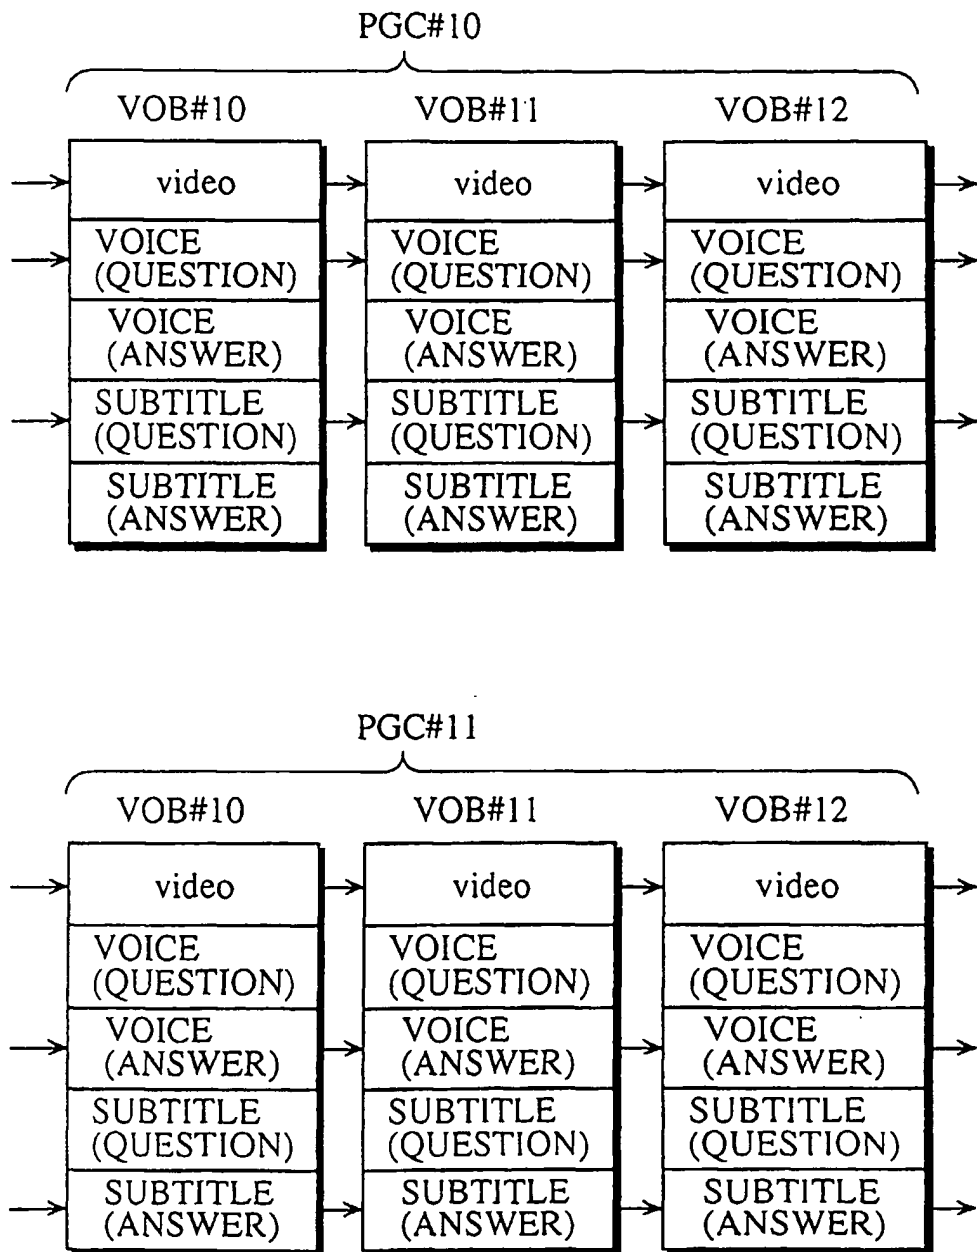 PGC#10
VOB#10 VOB#11 VOB#12
video video video
VOICE VOICE VOICE
(QUESTION) (QUESTION) (QUESTION)
VOICE VOICE VOICE
(ANSWER) (ANSWER) (ANSWER)
SUBTITLE SUBTITLE SUBTITLE
(QUESTION) (QUESTION) (QUESTION)
SUBTITLE SUBTITLE SUBTITLE
(ANSWER) (ANSWER) (ANSWER)
PGC#11
VOB#10 VOB#11 VOB#12
video video video
VOICE VOICE VOICE
(QUESTION) (QUESTION) (QUESTION)
VOICE VOICE VOICE
(ANSWER) (ANSWER) (ANSWER)
SUBTITLE SUBTITLE SUBTITLE
(QUESTION) (QUESTION) (QUESTION)
SUBTITLE SUBTITLE SUBTITLE
(ANSWER) (ANSWER) (ANSWER)